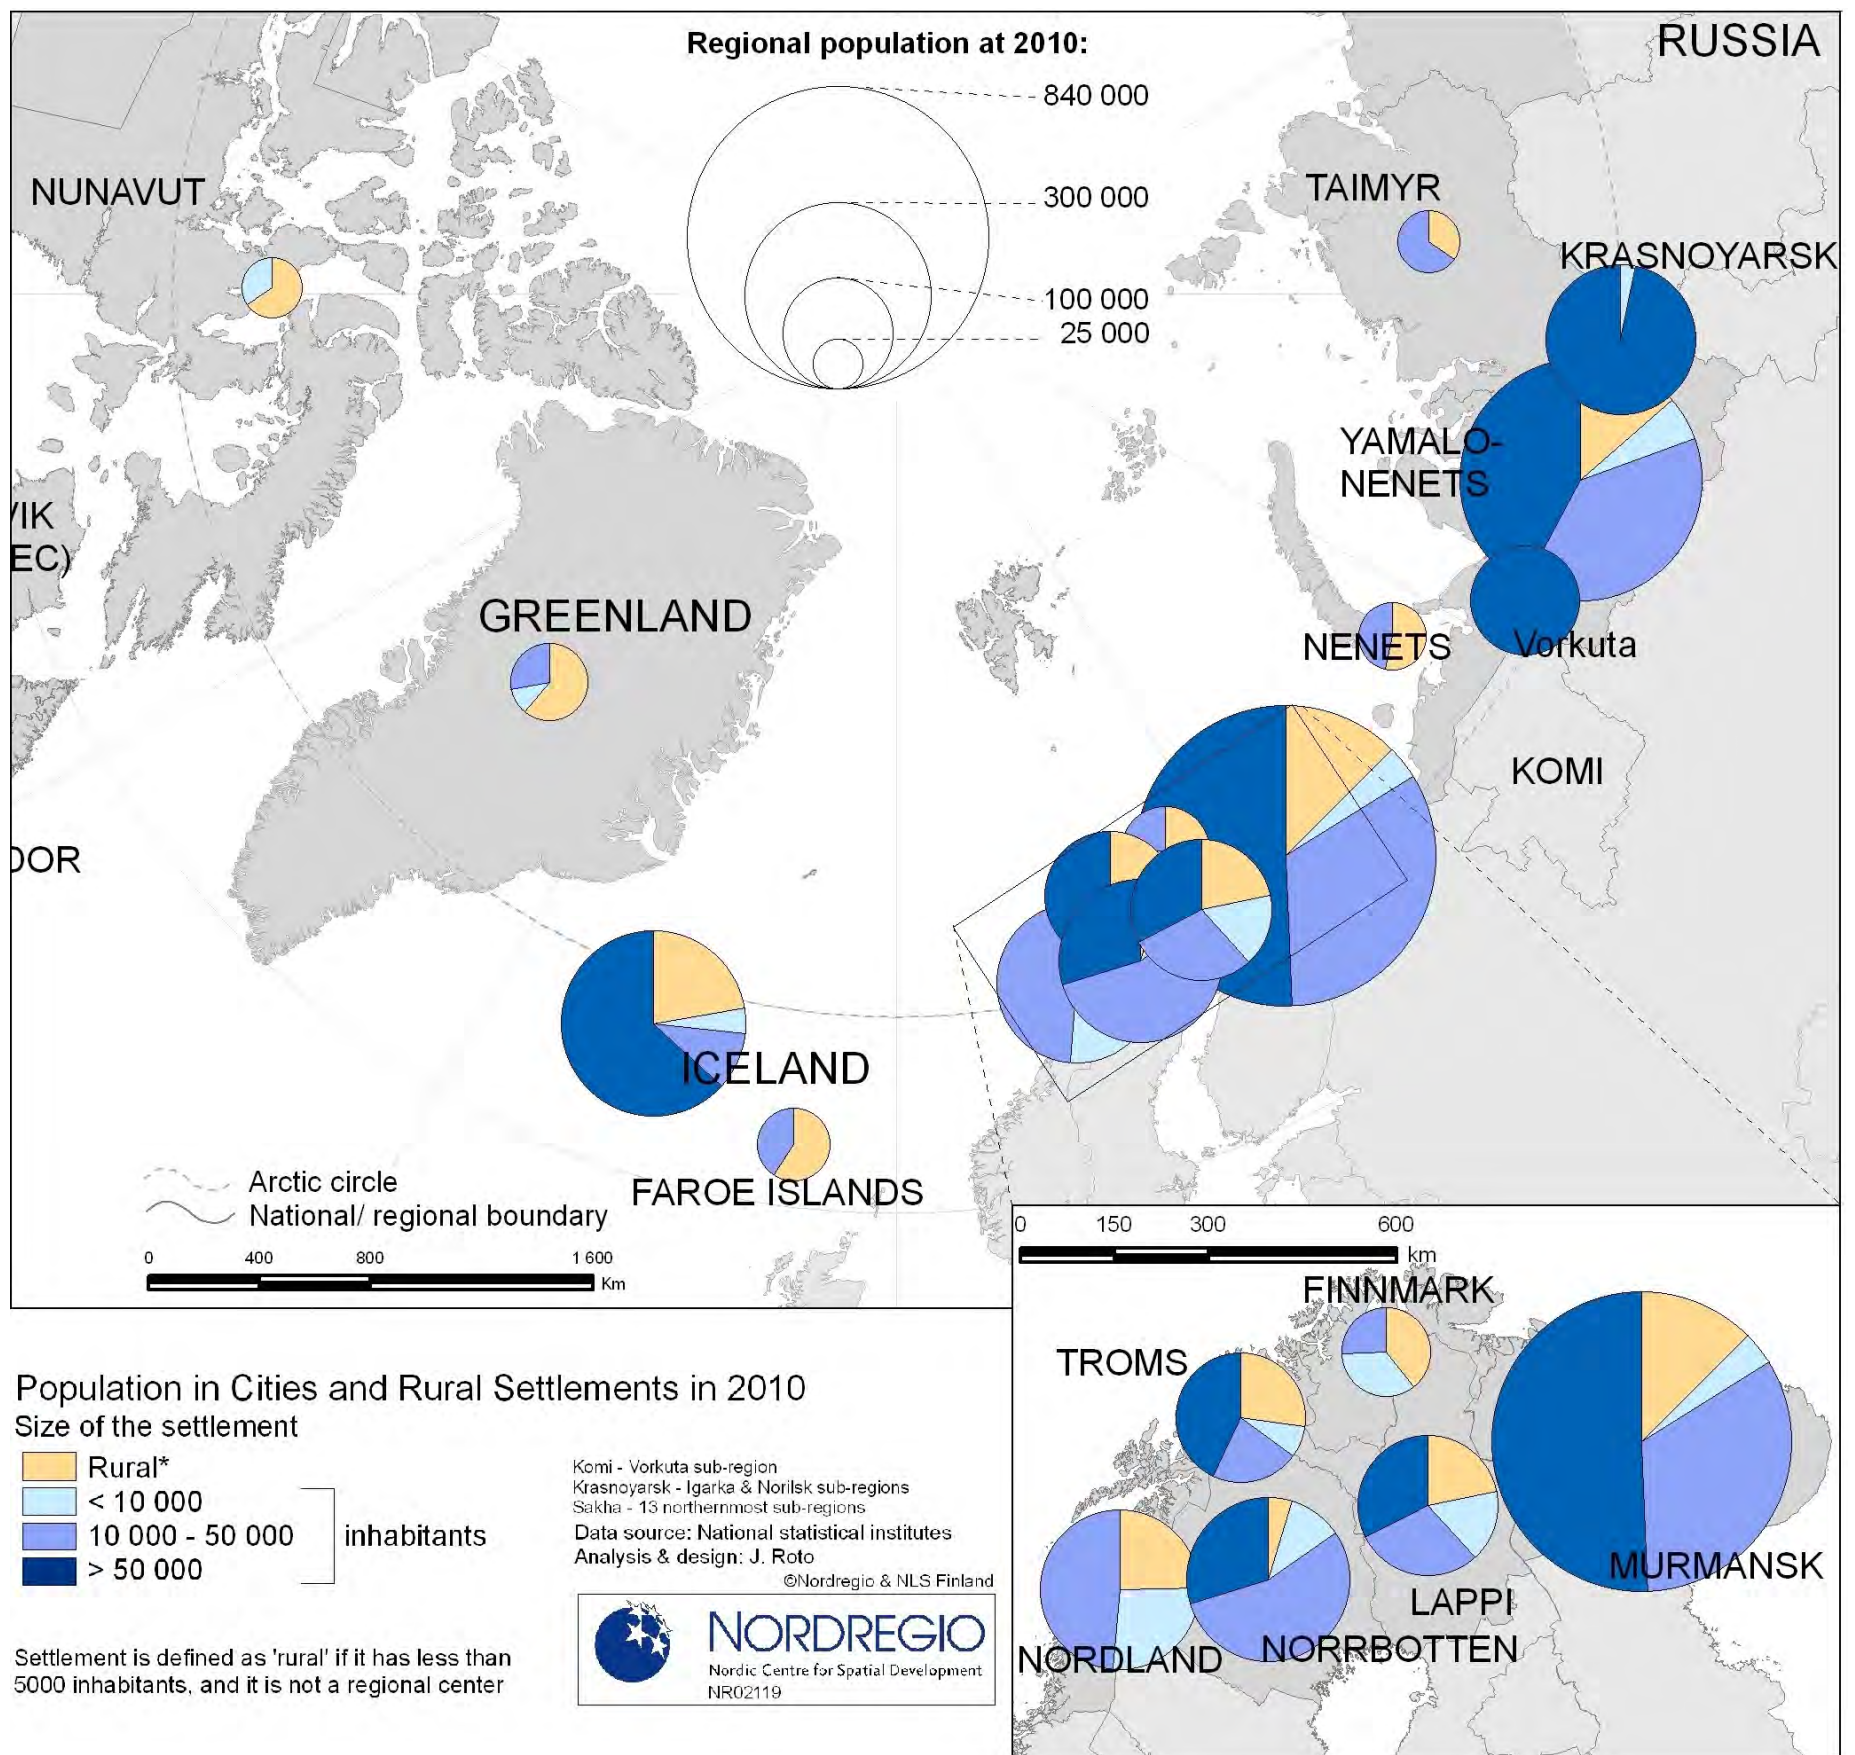 Regional population at 2010:
840 000
300 000
100 000
25 000
RUSSIA
NUNAVUT
TAIMYR
KRASNOYARSK
YAMALO-
NENETS
VIK
EC)
GREENLAND
NENETS
Vorkuta
KOMI
DOR
ICELAND
FAROE ISLANDS
Arctic circle
National/ regional boundary
0 400 800 1 600
Km
0 150 300 600
km
FINNMARK
TROMS
MURMANSK
LAPPI
NORRBOTTEN
NORDLAND
Population in Cities and Rural Settlements in 2010
Size of the settlement
Rural*
< 10 000
10 000 - 50 000
> 50 000
inhabitants
Settlement is defined as 'rural' if it has less than
5000 inhabitants, and it is not a regional center
Komi - Vorkuta sub-region
Krasnoyarsk - Igarka & Norilsk sub-regions
Sakha - 13 northernmost sub-regions
Data source: National statistical institutes
Analysis & design: J. Roto
©Nordregio & NLS Finland
NORDREGIO
Nordic Centre for Spatial Development
NR02119